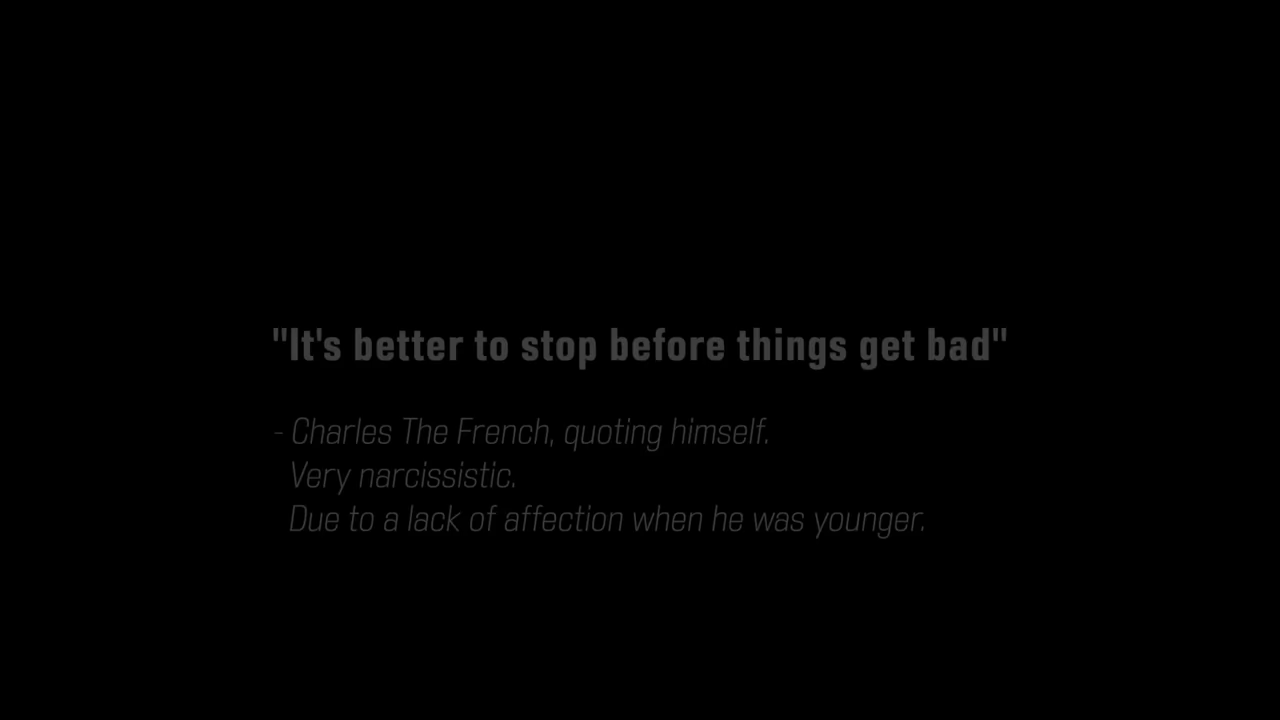 "It's better to stop before things get bad"
- Charles The French, quoting himself.
Very narcissistic.
Due to a lack of affection when he was younger.